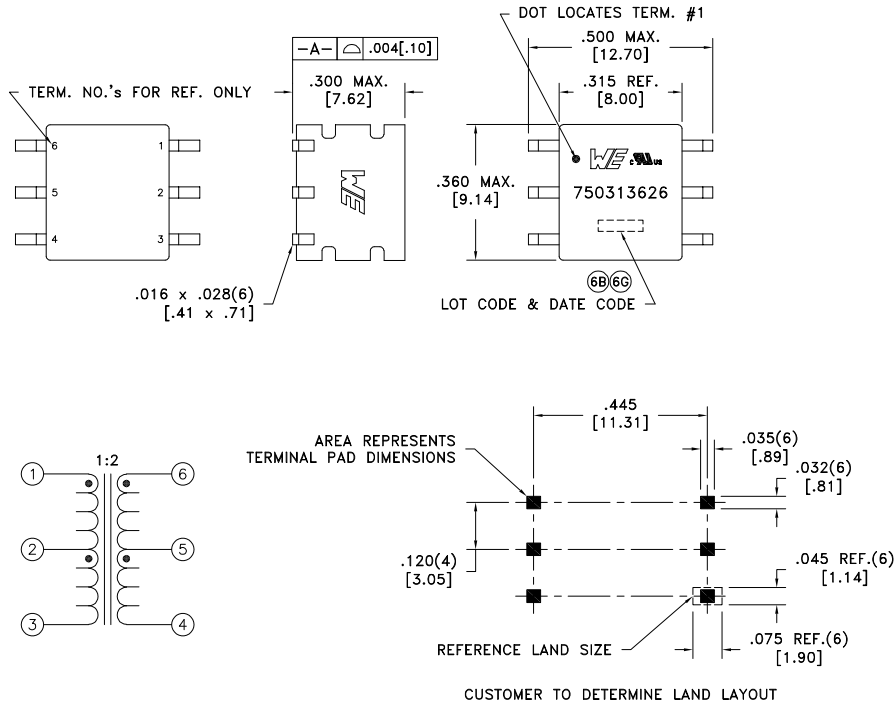 DOT LOCATES TERM. #1
-A- .004[.10]
.300 MAX.
[7.62]
.500 MAX.
[12.70]
.315 REF.
[8.00]
TERM. NO.'s FOR REF. ONLY
6 1
5 2
4 3
WE
.360 MAX.
[9.14]
WE c UL US
750313626
6B 6G
LOT CODE & DATE CODE
.016 x .028(6)
[.41 x .71]
1:2
1 6
2 5
3 4
.445
[11.31]
AREA REPRESENTS
TERMINAL PAD DIMENSIONS
.035(6)
[.89]
.032(6)
[.81]
.120(4)
[3.05]
.045 REF.(6)
[1.14]
REFERENCE LAND SIZE
.075 REF.(6)
[1.90]
CUSTOMER TO DETERMINE LAND LAYOUT